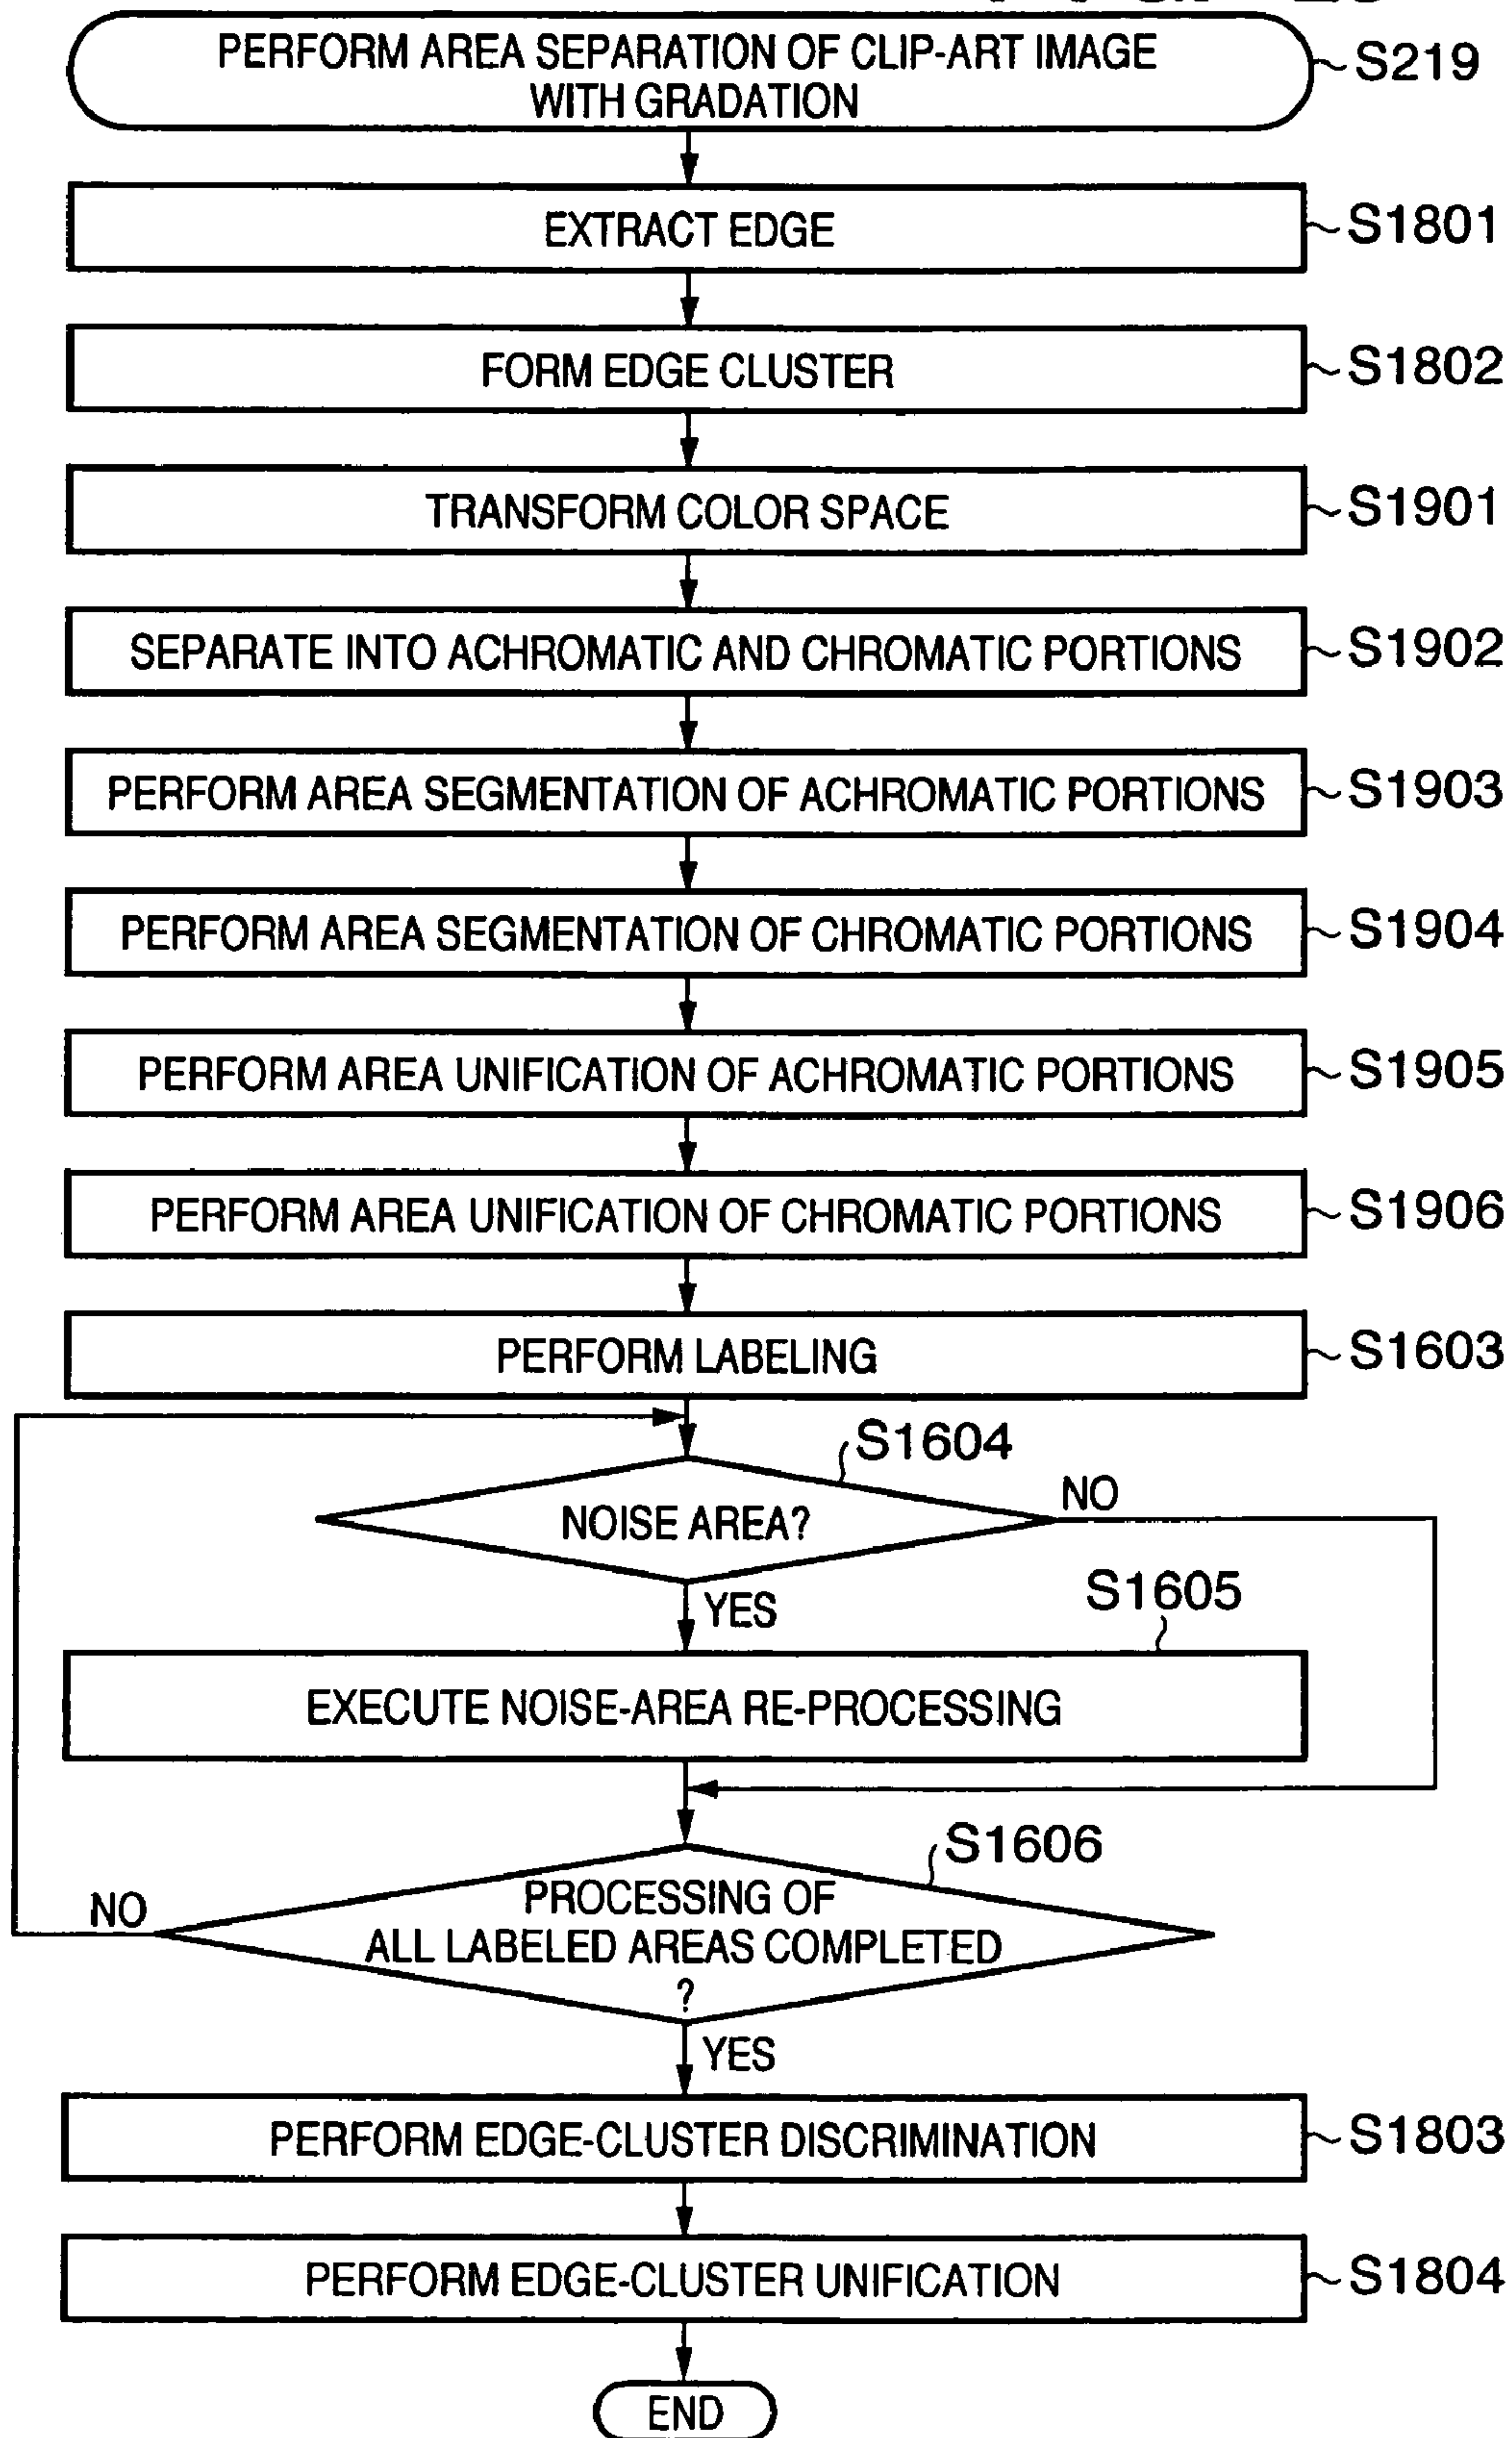 PERFORM AREA SEPARATION OF CLIP-ART IMAGE
WITH GRADATION
S219
EXTRACT EDGE
S1801
FORM EDGE CLUSTER
S1802
TRANSFORM COLOR SPACE
S1901
SEPARATE INTO ACHROMATIC AND CHROMATIC PORTIONS
S1902
PERFORM AREA SEGMENTATION OF ACHROMATIC PORTIONS
S1903
PERFORM AREA SEGMENTATION OF CHROMATIC PORTIONS
S1904
PERFORM AREA UNIFICATION OF ACHROMATIC PORTIONS
S1905
PERFORM AREA UNIFICATION OF CHROMATIC PORTIONS
S1906
PERFORM LABELING
S1603
S1604
NOISE AREA?
NO
YES
S1605
EXECUTE NOISE-AREA RE-PROCESSING
S1606
PROCESSING OF
ALL LABELED AREAS COMPLETED
?
NO
YES
PERFORM EDGE-CLUSTER DISCRIMINATION
S1803
PERFORM EDGE-CLUSTER UNIFICATION
S1804
END